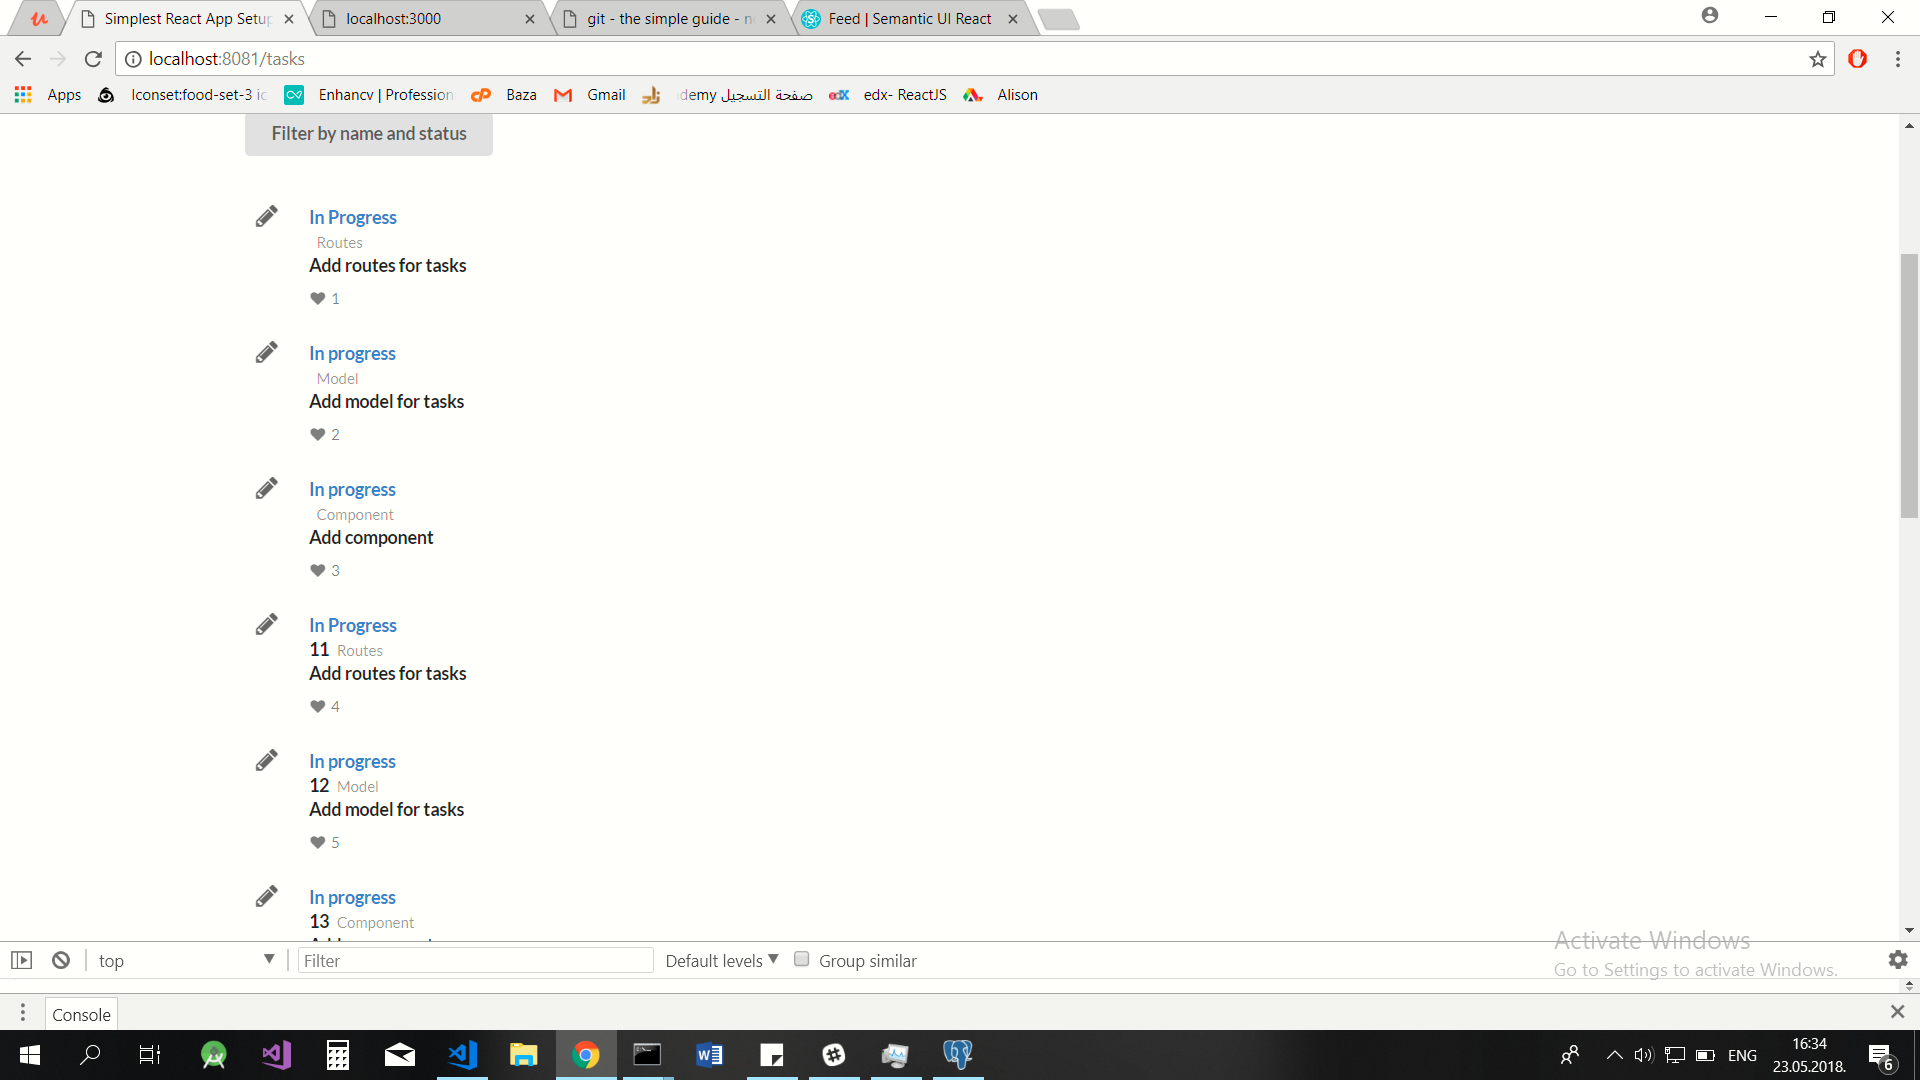 Simplest React App Setup
localhost:3000
git - the simple guide - n
Feed | Semantic UI React
localhost:8081/tasks
Apps
Iconset:food-set-3 ic
Enhancv | Profession
Baza
Gmail
demy صفحة التسجيل
edx- ReactJS
Alison
Filter by name and status
In Progress
Routes
Add routes for tasks
1
In progress
Model
Add model for tasks
2
In progress
Component
Add component
3
In Progress
11 Routes
Add routes for tasks
4
In progress
12 Model
Add model for tasks
5
In progress
13 Component
top
Filter
Default levels
Group similar
Activate Windows
Go to Settings to activate Windows.
Console
ENG
16:34
23.05.2018.
6